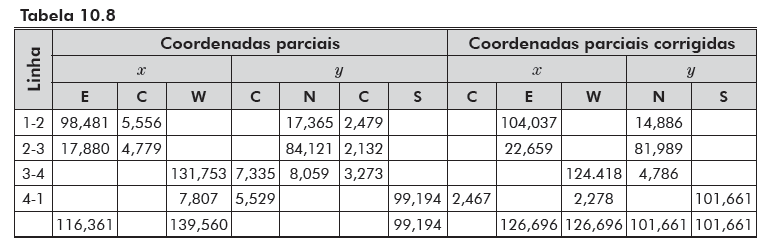 Tabela 10.8
Linha Coordenadas parciais Coordenadas parciais corrigidas
x y x y
E C W C N C S C E W N S
1-2 98,481 5,556 17,365 2,479 104,037 14,886
2-3 17,880 4,779 84,121 2,132 22,659 81,989
3-4 131,753 7,335 8,059 3,273 124.418 4,786
4-1 7,807 5,529 99,194 2,467 2,278 101,661
116,361 139,560 99,194 126,696 126,696 101,661 101,661